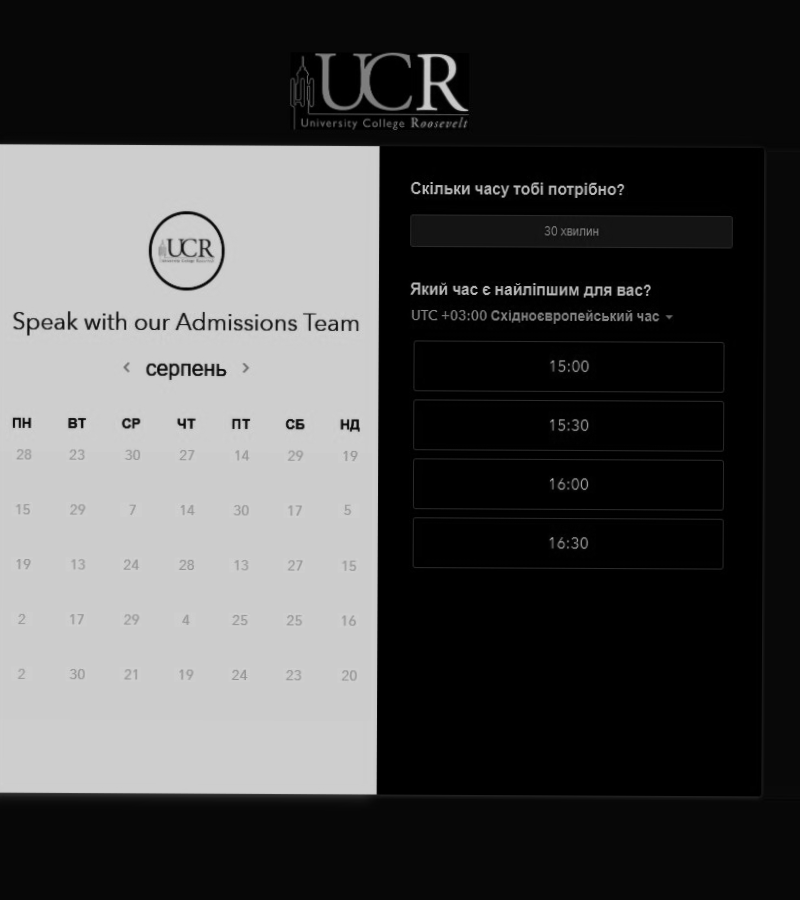 UCR
University College Roosevelt
UCR
Speak with our Admissions Team
серпень
ПН ВТ СР ЧТ ПТ СБ НД
28 23 30 27 14 29 19
15 29 7 14 30 17 5
19 13 24 28 13 27 15
2 17 29 4 25 25 16
2 30 21 19 24 23 20
Скільки часу тобі потрібно?
30 хвилин
Який час є найліпшим для вас?
UTC +03:00 Східноєвропейський час
15:00
15:30
16:00
16:30